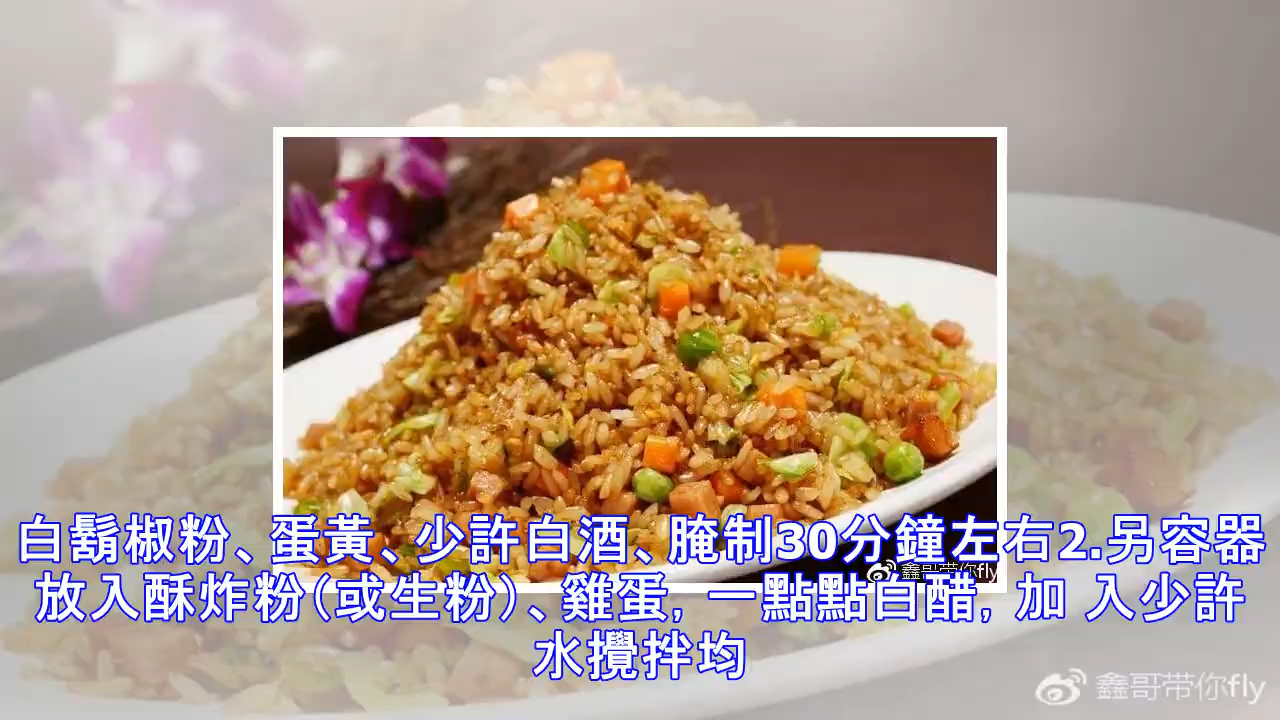 白鬍椒粉、蛋黃、少許白酒、腌制30分鐘左右2.另容器
放入酥炸粉(或生粉)、雞蛋, 一點點白醋, 加 入少許
水攪拌均
鑫哥带你fly
鑫哥带你fly